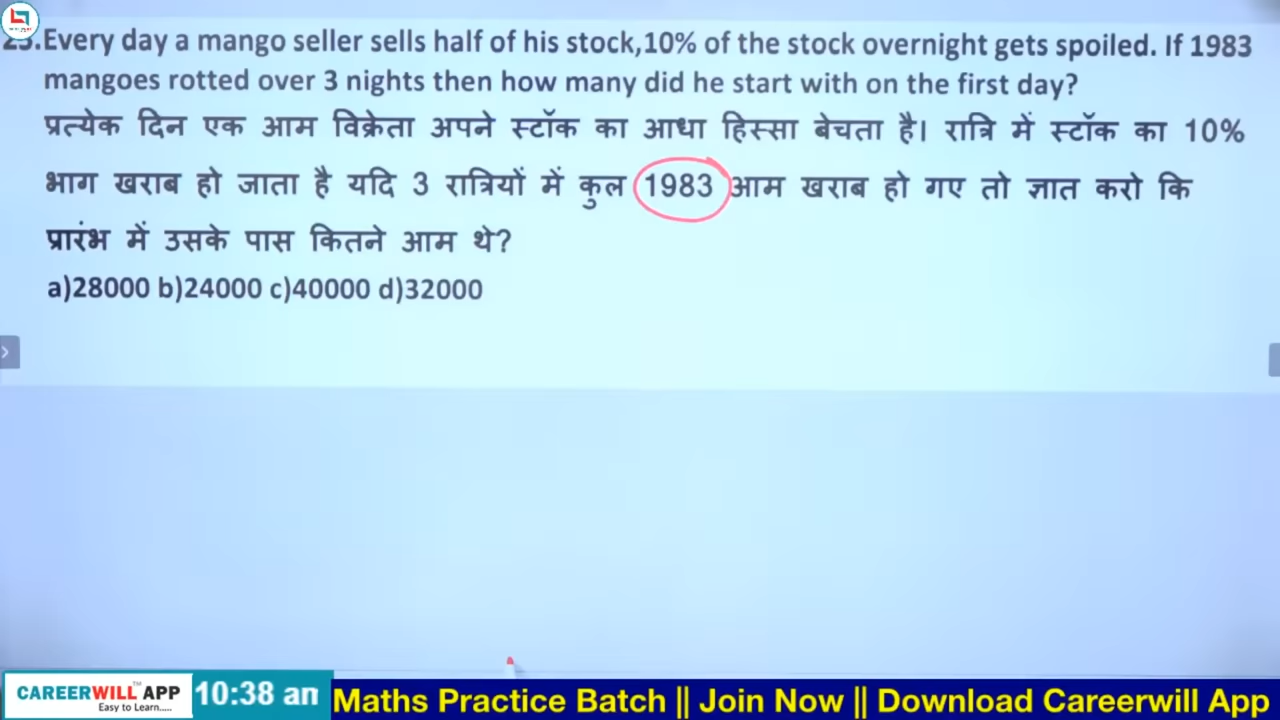 23.Every day a mango seller sells half of his stock,10% of the stock overnight gets spoiled. If 1983
mangoes rotted over 3 nights then how many did he start with on the first day?
प्रत्येक दिन एक आम विक्रेता अपने स्टॉक का आधा हिस्सा बेचता है। रात्रि में स्टॉक का 10%
भाग खराब हो जाता है यदि 3 रात्रियों में कुल 1983 आम खराब हो गए तो ज्ञात करो कि
प्रारंभ में उसके पास कितने आम थे?
a)28000 b)24000 c)40000 d)32000
CAREERWILL™ APP
Easy to Learn.....
10:38 an
Maths Practice Batch || Join Now || Download Careerwill App